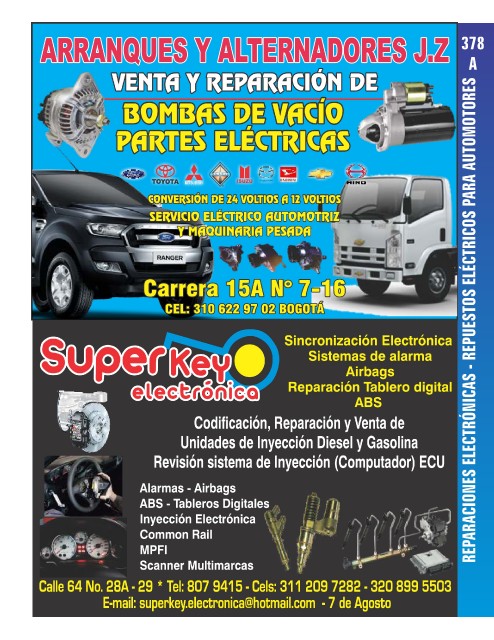 ARRANQUES Y ALTERNADORES J.Z
VENTA Y REPARACIÓN DE
BOMBAS DE VACÍO
PARTES ELÉCTRICAS
TOYOTA
HINO
CONVERSIÓN DE 24 VOLTIOS A 12 VOLTIOS
SERVICIO ELÉCTRICO AUTOMOTRIZ
Y MAQUINARIA PESADA
RANGER
Carrera 15A N° 7-16
CEL: 310 622 97 02 BOGOTÁ
378
A
REPARACIONES ELECTRÓNICAS - REPUESTOS ELÉCTRICOS PARA AUTOMOTORES
Super Key
electrónica
Sincronización Electrónica
Sistemas de alarma
Airbags
Reparación Tablero digital
ABS
Codificación, Reparación y Venta de
Unidades de Inyección Diesel y Gasolina
Revisión sistema de Inyección (Computador) ECU
Alarmas - Airbags
ABS - Tableros Digitales
Inyección Electrónica
Common Rail
MPFI
Scanner Multimarcas
Calle 64 No. 28A - 29 * Tel: 807 9415 - Cels: 311 209 7282 - 320 899 5503
E-mail: superkey.electronica@hotmail.com - 7 de Agosto